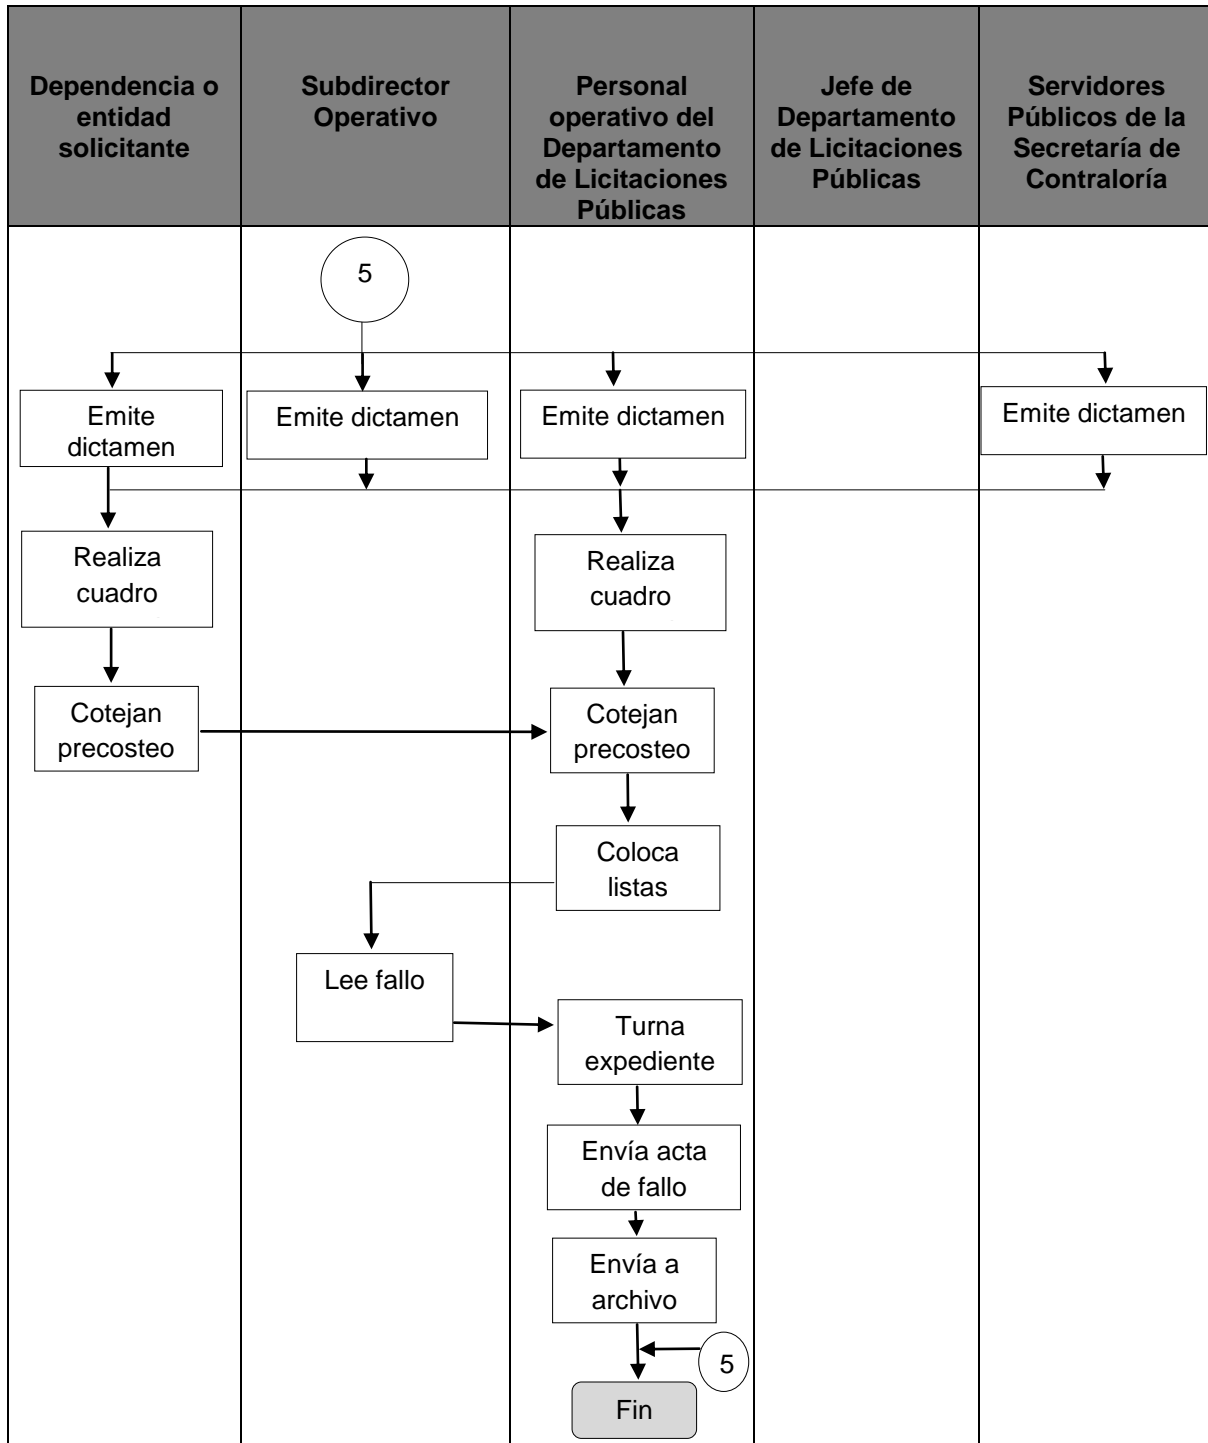 Dependencia o
entidad
solicitante
Subdirector
Operativo
Personal
operativo del
Departamento
de Licitaciones
Públicas
Jefe de
Departamento
de Licitaciones
Públicas
Servidores
Públicos de la
Secretaría de
Contraloría
5
Emite
dictamen
Emite dictamen
Emite dictamen
Emite dictamen
Realiza
cuadro
Realiza
cuadro
Cotejan
precosteo
Cotejan
precosteo
Coloca
listas
Lee fallo
Turna
expediente
Envía acta
de fallo
Envía a
archivo
5
Fin